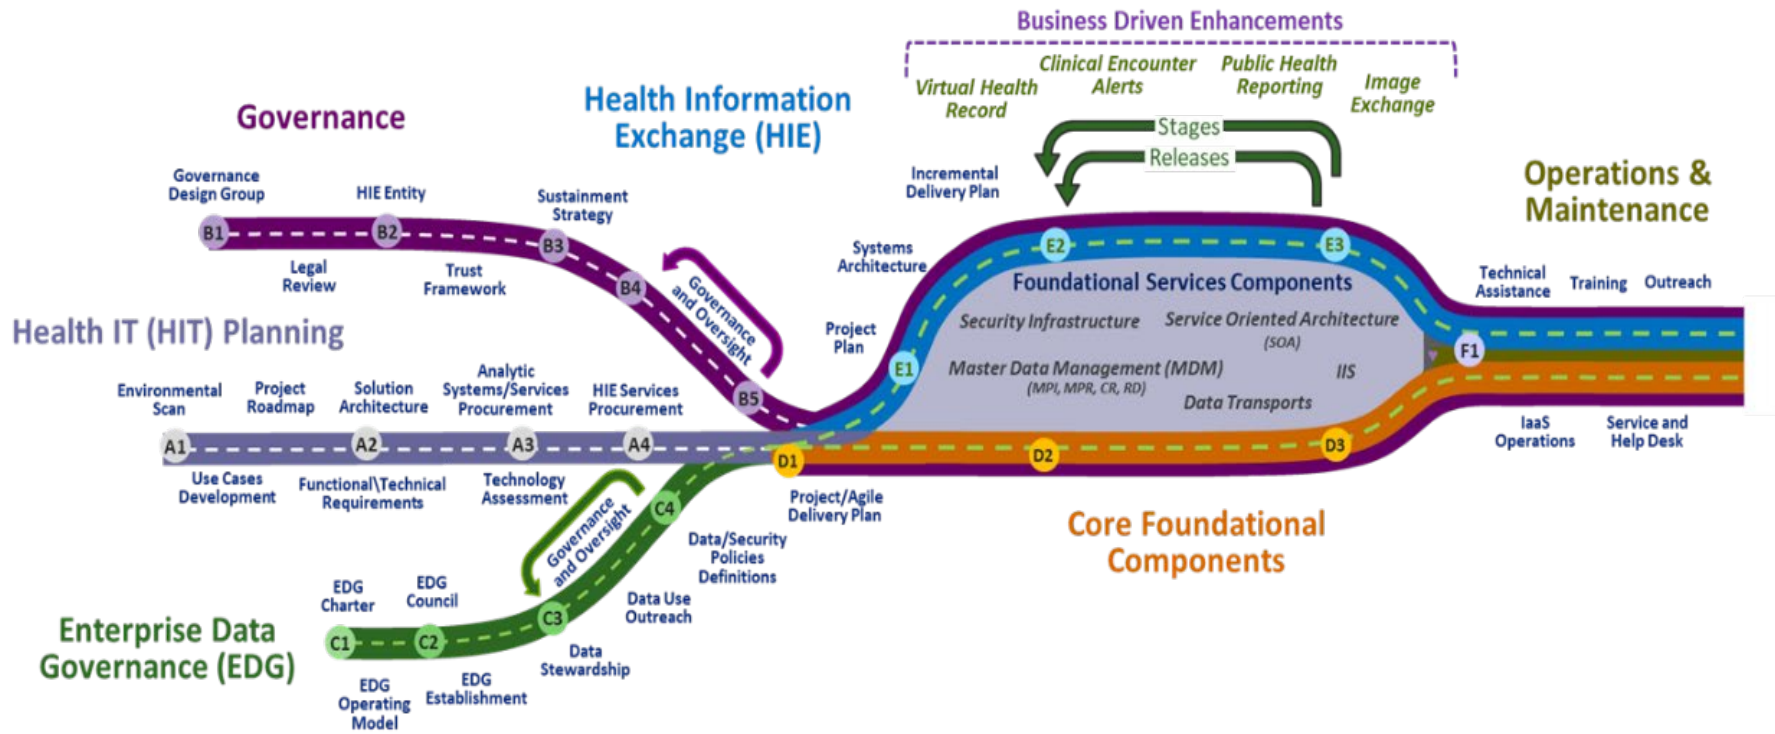 Business Driven Enhancements
Virtual Health
Record
Clinical Encounter
Alerts
Public Health
Reporting
Image
Exchange
Stages
Releases
Health Information
Exchange (HIE)
Governance
Governance
Design Group
HIE Entity
Sustainment
Strategy
B1
B2
B3
B4
B5
Legal
Review
Trust
Framework
Governance
and Oversight
Health IT (HIT) Planning
Environmental
Scan
Project
Roadmap
Solution
Architecture
Analytic
Systems/Services
Procurement
HIE Services
Procurement
A1
A2
A3
A4
Use Cases
Development
Functional\Technical
Requirements
Technology
Assessment
Governance
and Oversight
Enterprise Data
Governance (EDG)
EDG
Charter
EDG
Council
C1
C2
C3
C4
EDG
Operating
Model
EDG
Establishment
Data
Stewardship
Data Use
Outreach
Data/Security
Policies
Definitions
Project
Plan
Systems
Architecture
Incremental
Delivery Plan
E1
E2
E3
Foundational Services Components
Security Infrastructure
Service Oriented Architecture
(SOA)
Master Data Management (MDM)
(MPI, MPR, CR, RD)
IIS
Data Transports
D1
D2
D3
Project/Agile
Delivery Plan
Core Foundational
Components
Operations &
Maintenance
Technical
Assistance
Training
Outreach
F1
IaaS
Operations
Service and
Help Desk